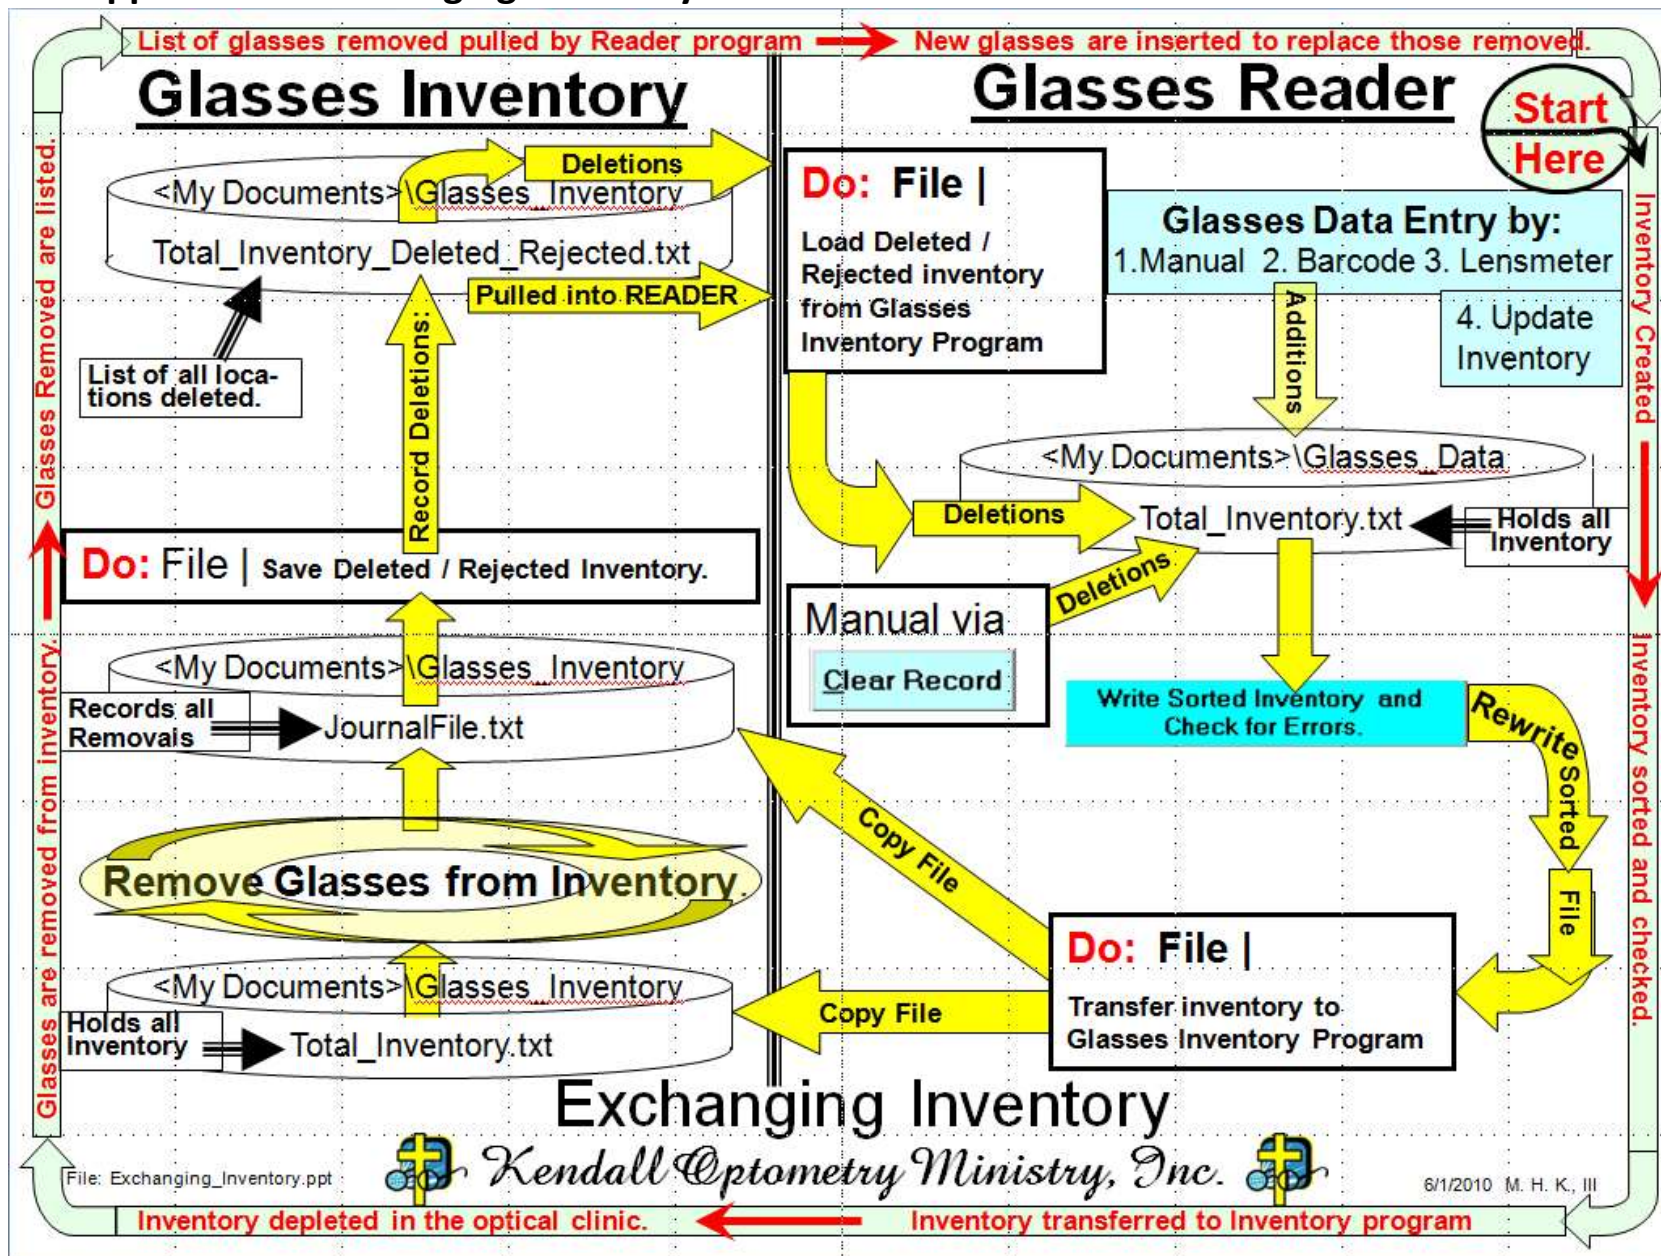 List of glasses removed pulled by Reader program
New glasses are inserted to replace those removed.
Glasses Inventory
Glasses Reader
Start
Here
Deletions
<My Documents>\Glasses_Inventory
Total_Inventory_Deleted_Rejected.txt
Pulled into READER
List of all loca-
tions deleted.
Record Deletions:
Do: File |
Load Deleted /
Rejected inventory
from Glasses
Inventory Program
Glasses Data Entry by:
1.Manual 2. Barcode 3. Lensmeter
4. Update
Inventory
Additions
<My Documents>\Glasses_Data
Total_Inventory.txt
Holds all
Inventory
Deletions
Deletions
Manual via
Clear Record
Do: File | Save Deleted / Rejected Inventory.
<My Documents>\Glasses_Inventory
Records all
Removals
JournalFile.txt
Write Sorted Inventory and
Check for Errors.
Rewrite
Sorted
File
Copy File
Remove Glasses from Inventory.
Do: File |
Transfer inventory to
Glasses Inventory Program
Copy File
<My Documents>\Glasses_Inventory
Holds all
Inventory
Total_Inventory.txt
Inventory Created
Inventory sorted and checked.
Glasses Removed are listed.
Glasses are removed from inventory.
Exchanging Inventory
Kendall Optometry Ministry, Inc.
File: Exchanging_Inventory.ppt
6/1/2010 M. H. K., III
Inventory depleted in the optical clinic.
Inventory transferred to Inventory program